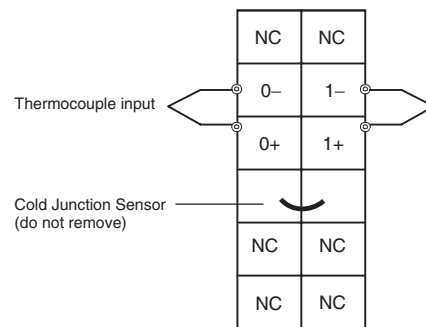 NC NC
Thermocouple input 0– 1–
0+ 1+
Cold Junction Sensor
(do not remove)
NC NC
NC NC